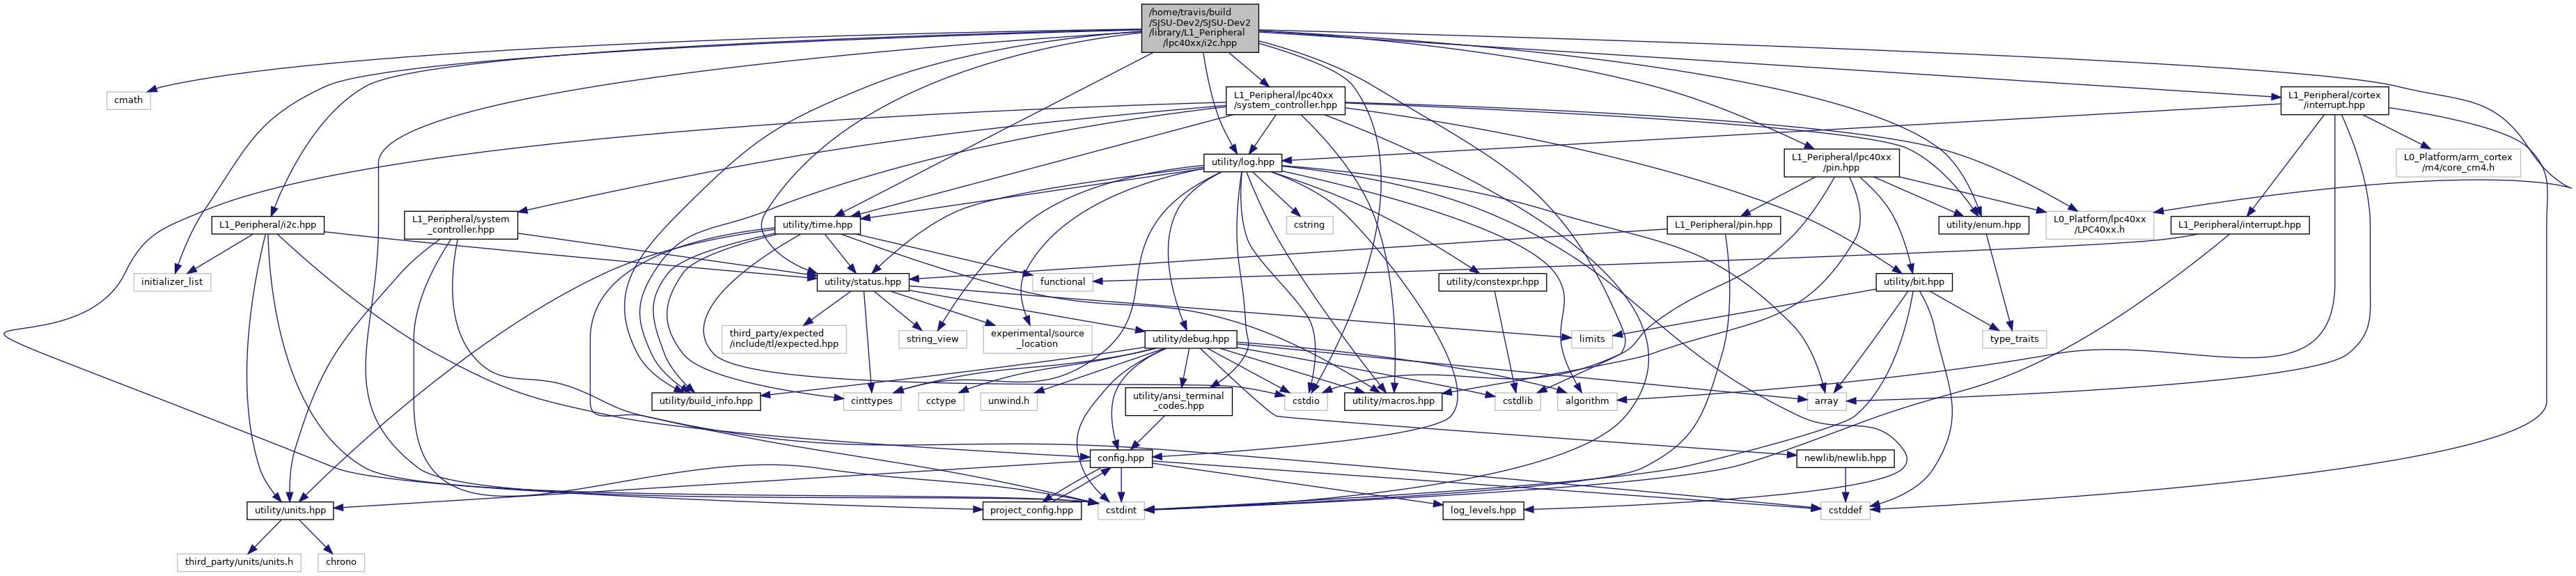 /home/travis/build
/SJSU-Dev2/SJSU-Dev2
/library/L1_Peripheral
/lpc40xx/i2c.hpp
cmath
L1_Peripheral/lpc40xx
/system_controller.hpp
L1_Peripheral/cortex
/interrupt.hpp
utility/log.hpp
L1_Peripheral/lpc40xx
/pin.hpp
L0_Platform/arm_cortex
/m4/core_cm4.h
L1_Peripheral/i2c.hpp
L1_Peripheral/system
_controller.hpp
utility/time.hpp
cstring
L1_Peripheral/pin.hpp
utility/enum.hpp
L0_Platform/lpc40xx
/LPC40xx.h
L1_Peripheral/interrupt.hpp
initializer_list
utility/status.hpp
functional
utility/constexpr.hpp
utility/bit.hpp
third_party/expected
/include/tl/expected.hpp
string_view
experimental/source
_location
utility/debug.hpp
limits
type_traits
utility/build_info.hpp
cinttypes
cctype
unwind.h
utility/ansi_terminal
_codes.hpp
cstdio
utility/macros.hpp
cstdlib
algorithm
array
config.hpp
newlib/newlib.hpp
utility/units.hpp
project_config.hpp
cstdint
log_levels.hpp
cstddef
third_party/units/units.h
chrono